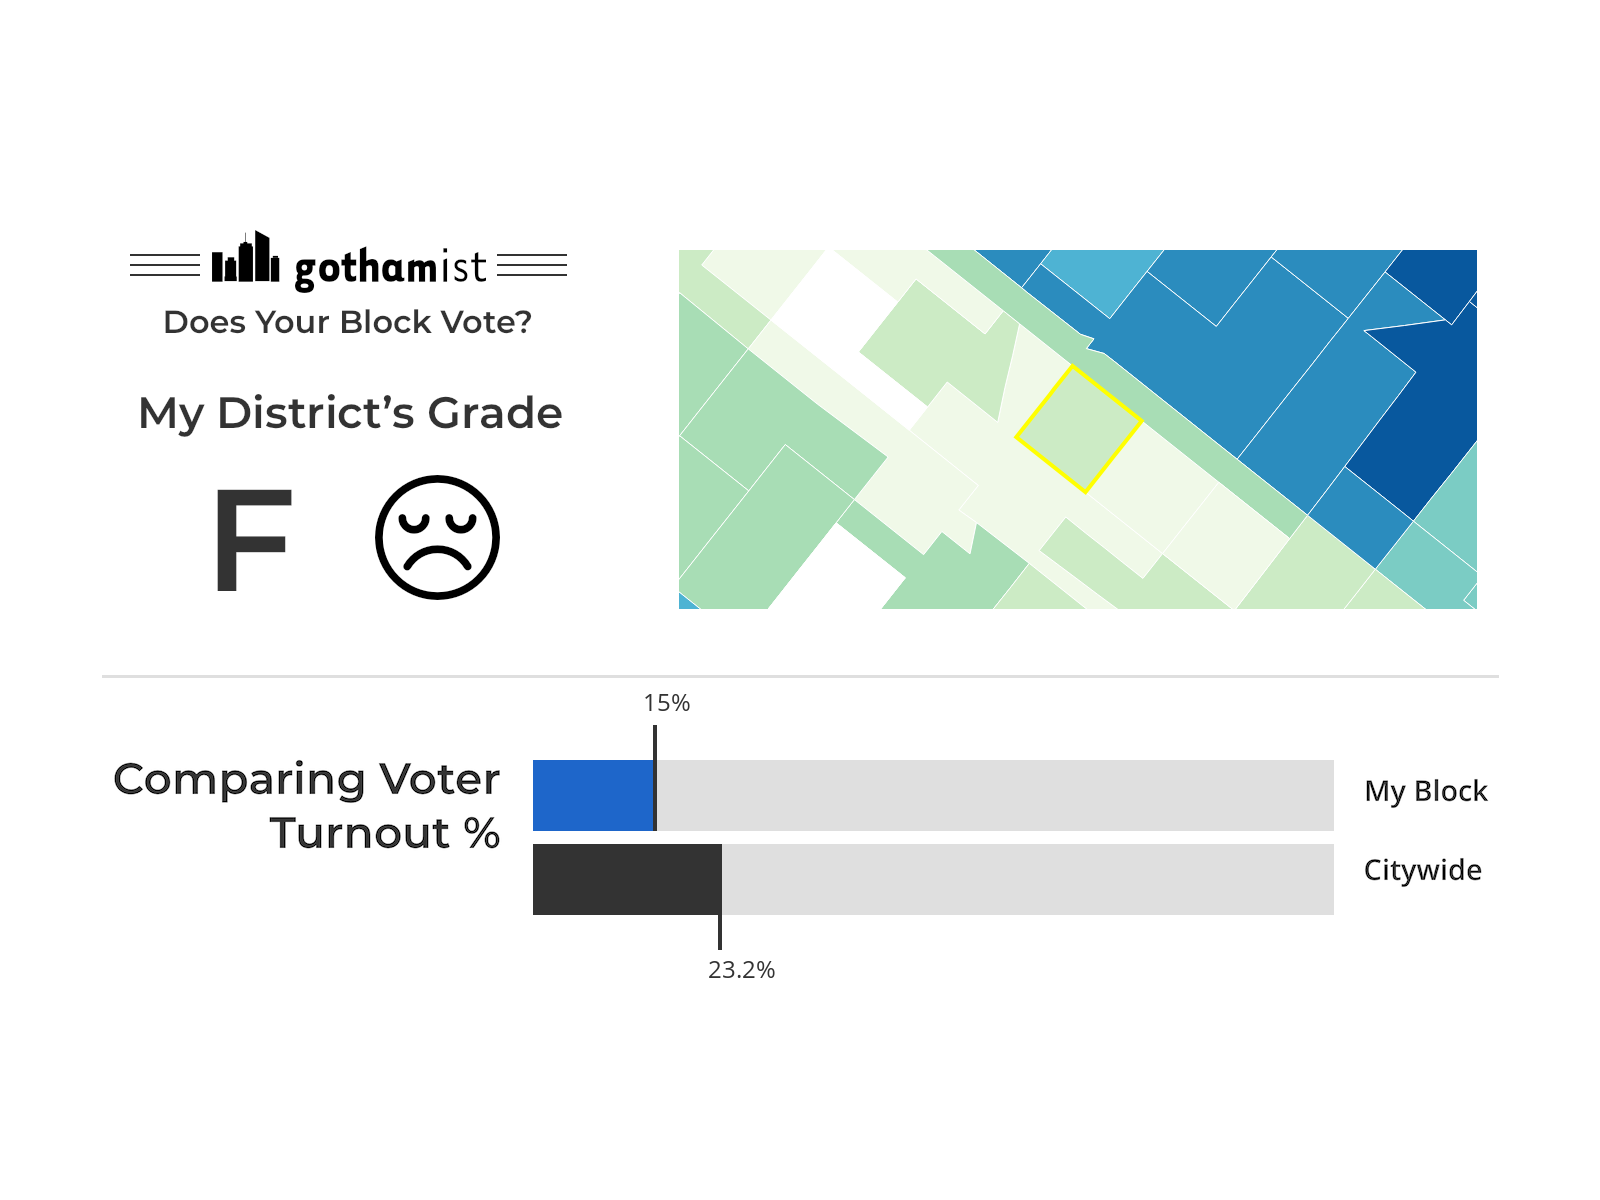 gothamist
Does Your Block Vote?
My District’s Grade
F
15%
Comparing Voter
Turnout %
My Block
Citywide
23.2%